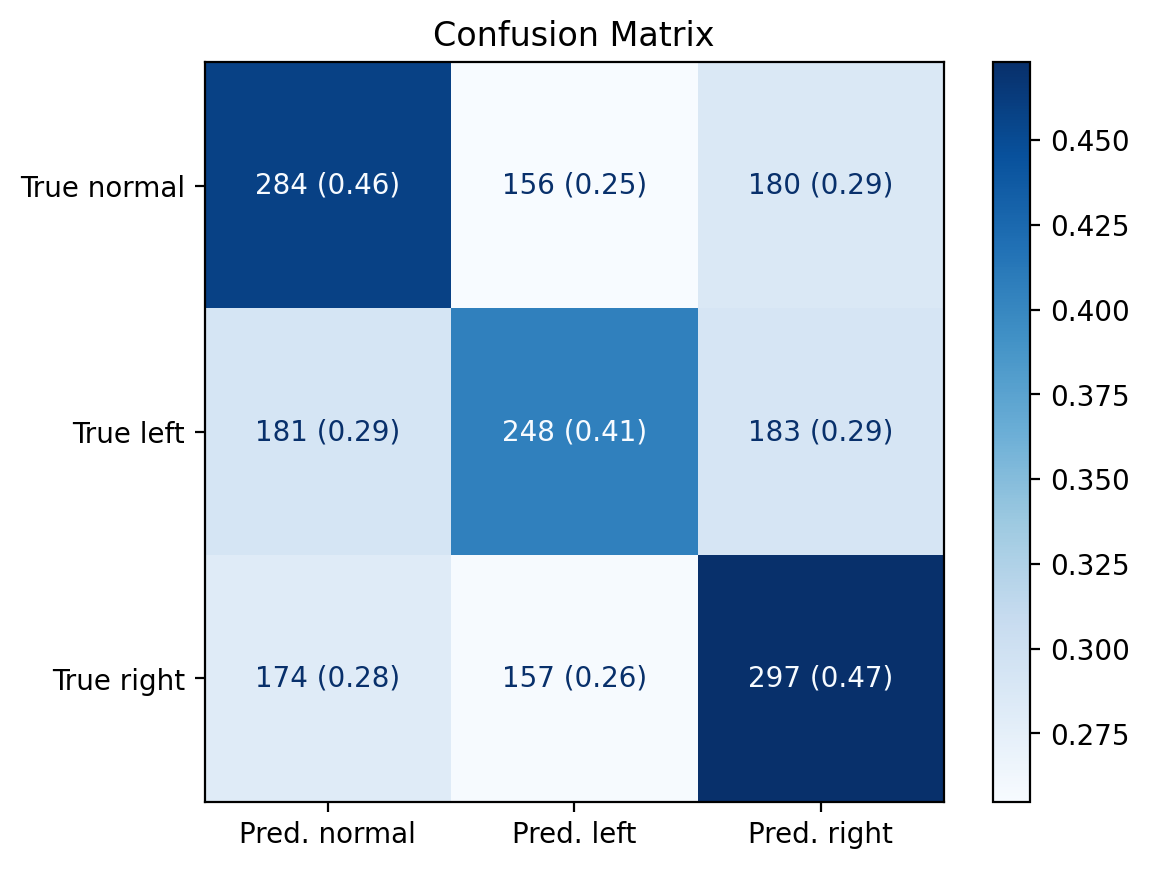 Confusion Matrix
True normal
284 (0.46)
156 (0.25)
180 (0.29)
True left
181 (0.29)
248 (0.41)
183 (0.29)
True right
174 (0.28)
157 (0.26)
297 (0.47)
Pred. normal
Pred. left
Pred. right
0.450
0.425
0.400
0.375
0.350
0.325
0.300
0.275